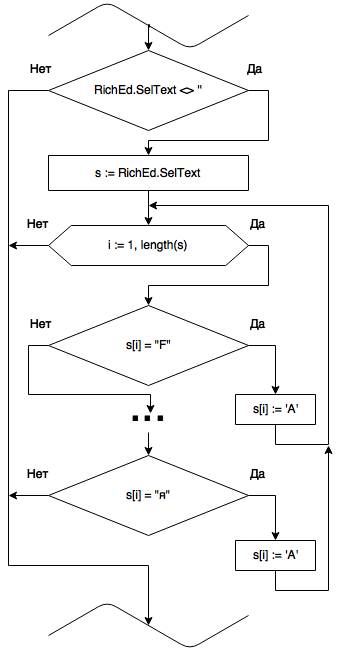 Нет
Да
RichEd.SelText <> "
s := RichEd.SelText
Нет
Да
i := 1, length(s)
Нет
Да
s[i] = "F"
s[i] := 'A'
Нет
Да
s[i] = "я"
s[i] := 'A'